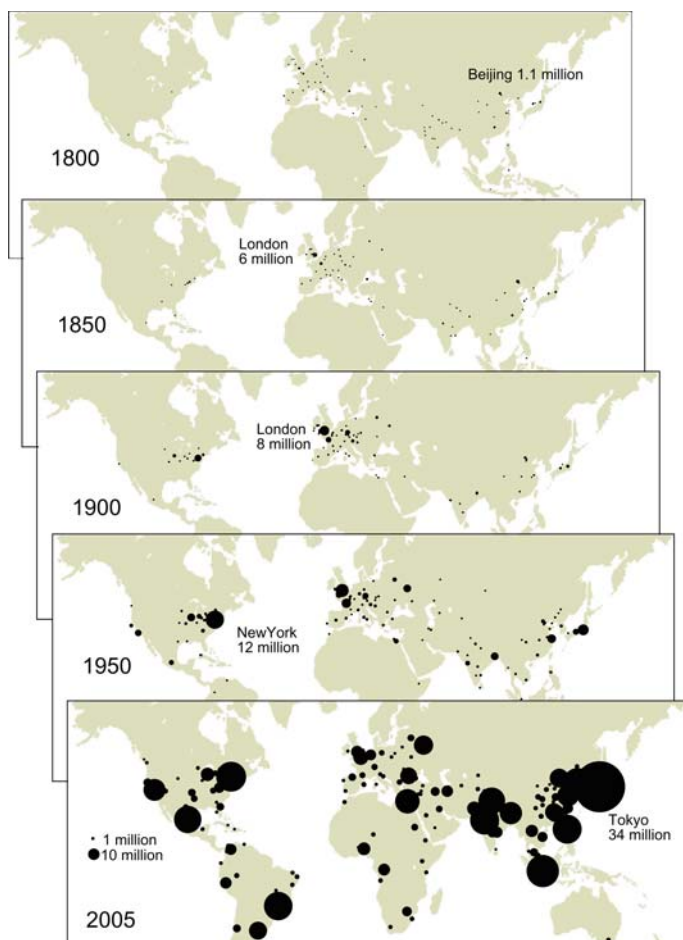 Beijing 1.1 million
1800
London
6 million
1850
London
8 million
1900
NewYork
12 million
1950
Tokyo
34 million
1 million
10 million
2005